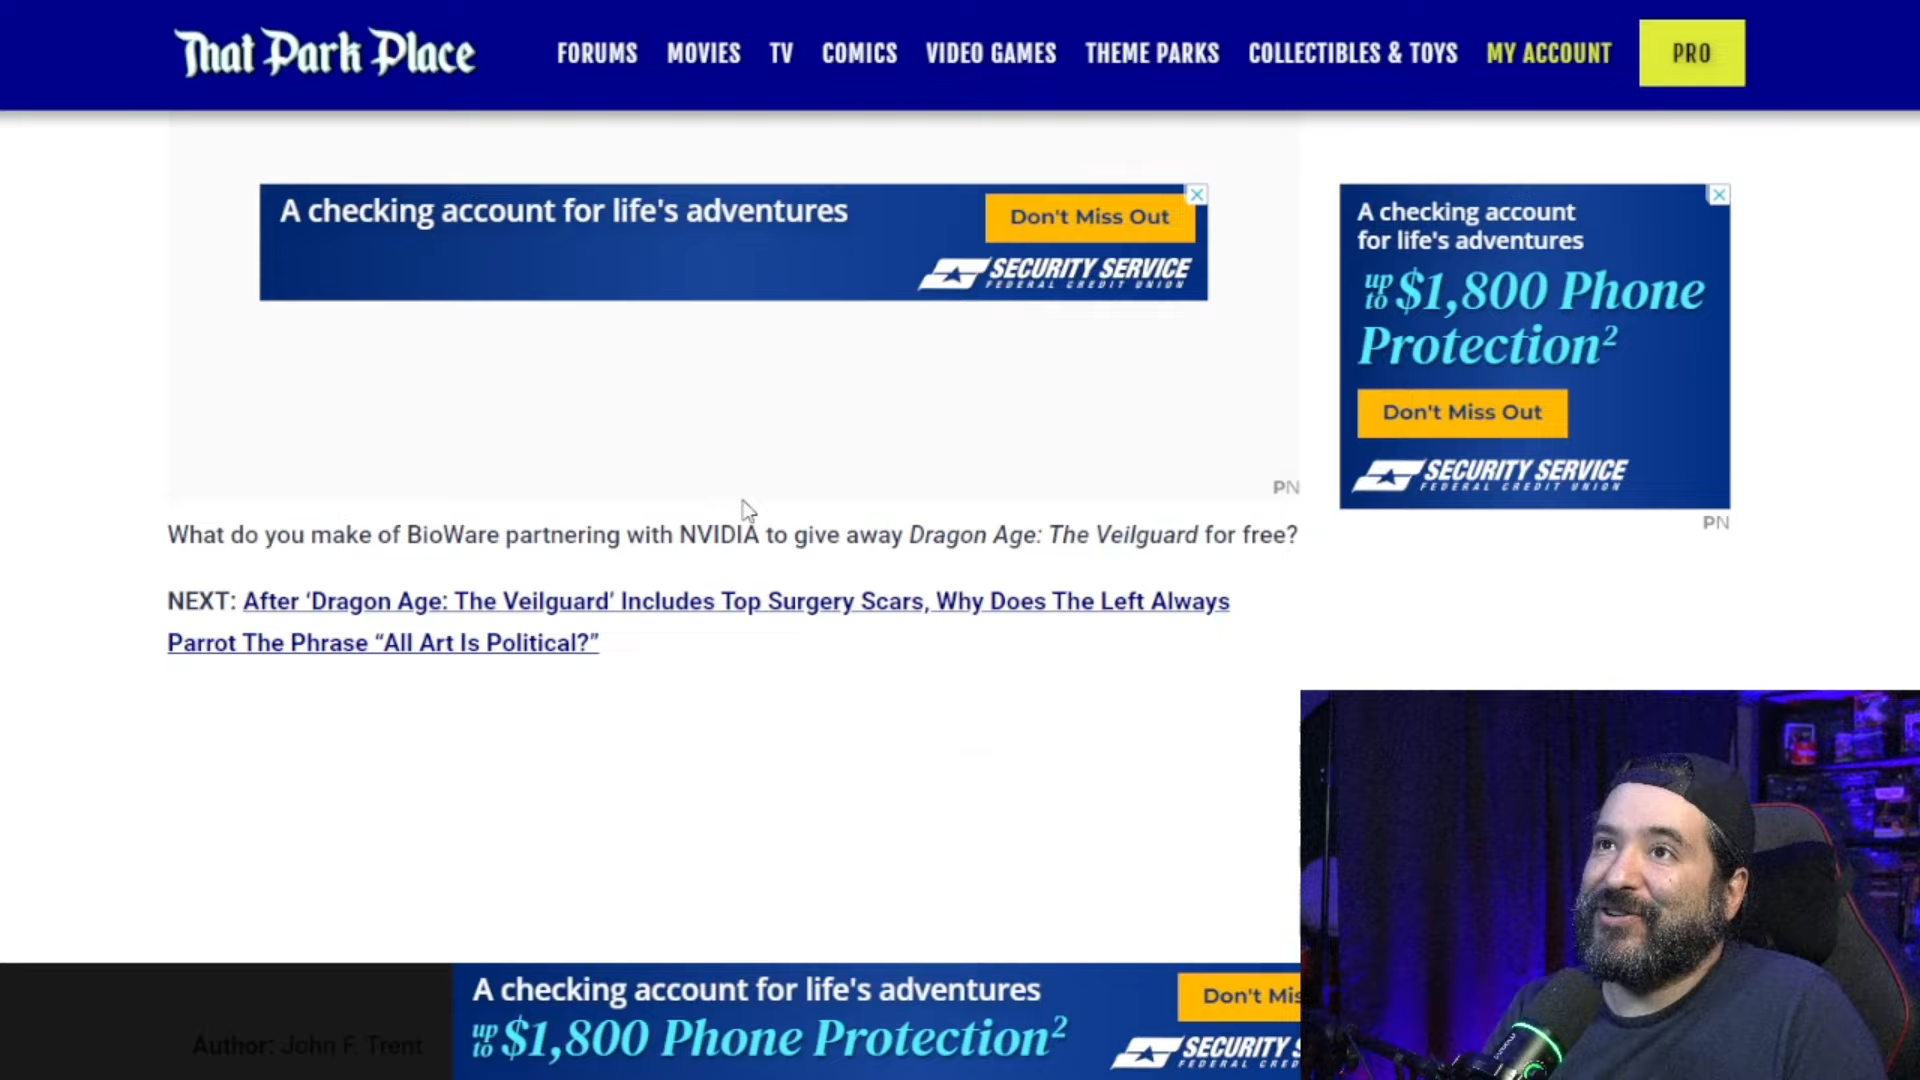 That Park Place
FORUMS MOVIES TV COMICS VIDEO GAMES THEME PARKS COLLECTIBLES & TOYS MY ACCOUNT PRO
A checking account for life's adventures
Don't Miss Out
SECURITY SERVICE
FEDERAL CREDIT UNION
PN
A checking account
for life's adventures
up to $1,800 Phone
Protection²
Don't Miss Out
SECURITY SERVICE
FEDERAL CREDIT UNION
PN
What do you make of BioWare partnering with NVIDIA to give away Dragon Age: The Veilguard for free?
NEXT: After ‘Dragon Age: The Veilguard’ Includes Top Surgery Scars, Why Does The Left Always
Parrot The Phrase “All Art Is Political?”
Author: John F. Trent
A checking account for life's adventures
up to $1,800 Phone Protection²
Don't Mis
SECURITY S
FEDERAL CRED